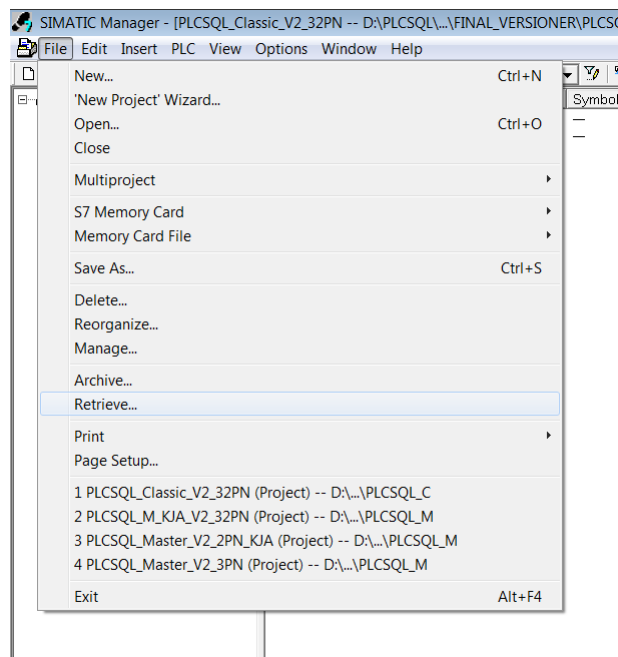 SIMATIC Manager - [PLCSQL_Classic_V2_32PN -- D:\PLCSQL\...\FINAL_VERSIONER\PLCSQ
File Edit Insert PLC View Options Window Help
New... Ctrl+N
'New Project' Wizard...
Open... Ctrl+O
Close
Symbol
Multiproject
S7 Memory Card
Memory Card File
Save As... Ctrl+S
Delete...
Reorganize...
Manage...
Archive...
Retrieve...
Print
Page Setup...
1 PLCSQL_Classic_V2_32PN (Project) -- D:\...\PLCSQL_C
2 PLCSQL_M_KJA_V2_32PN (Project) -- D:\...\PLCSQL_M
3 PLCSQL_Master_V2_2PN_KJA (Project) -- D:\...\PLCSQL_M
4 PLCSQL_Master_V2_3PN (Project) -- D:\...\PLCSQL_M
Exit Alt+F4